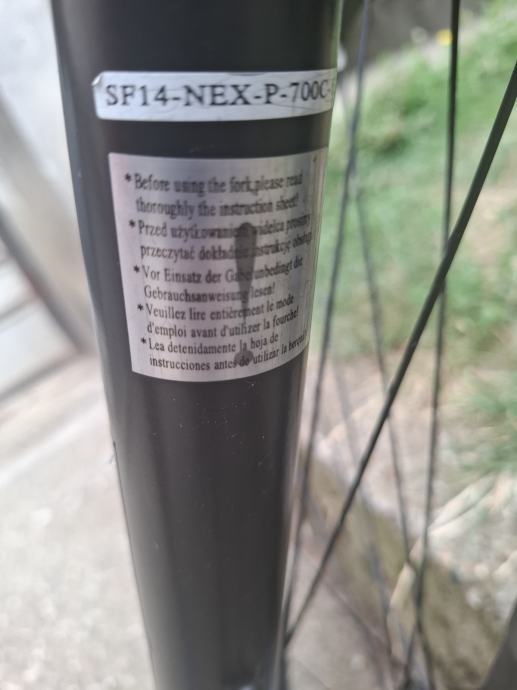 SF14-NEX-P-700C-
* Before using the fork,please read
thoroughly the instruction sheet!
* Przed użytkowaniem widelca prosimy
przeczytać dokładnie instrukcję obsługi
* Vor Einsatz der Gabel unbedingt die
Gebrauchsanweisung lesen!
* Veuillez lire entièrement le mode
d'emploi avant d'utilizer la fourche!
* Lea detenidamente la hoja de
instrucciones antes de utilizar la